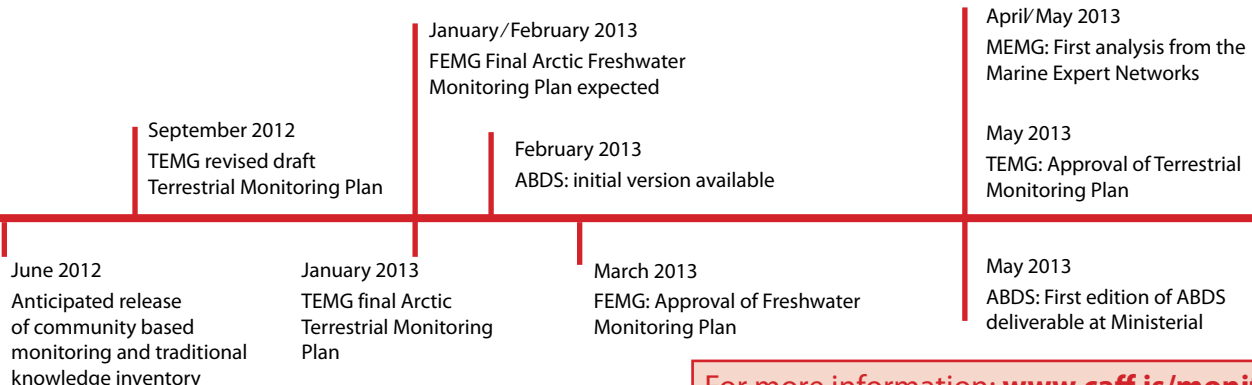 January/February 2013
FEMG Final Arctic Freshwater
Monitoring Plan expected
April/May 2013
MEMG: First analysis from the
Marine Expert Networks
September 2012
TEMG revised draft
Terrestrial Monitoring Plan
February 2013
ABDS: initial version available
May 2013
TEMG: Approval of Terrestrial
Monitoring Plan
June 2012
Anticipated release
of community based
monitoring and traditional
knowledge inventory
January 2013
TEMG final Arctic
Terrestrial Monitoring
Plan
March 2013
FEMG: Approval of Freshwater
Monitoring Plan
May 2013
ABDS: First edition of ABDS
deliverable at Ministerial
For more information: